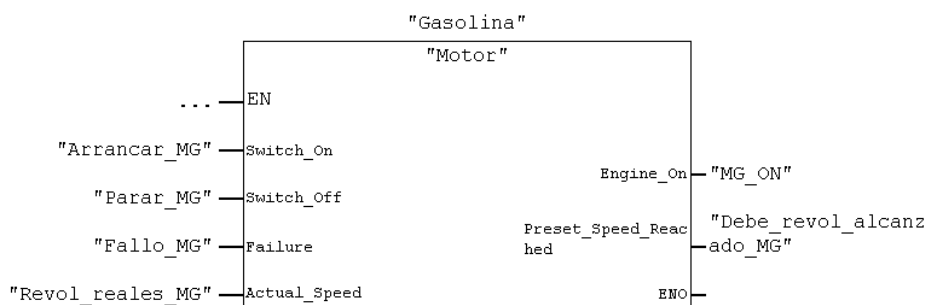 "Gasolina"
"Motor"
... EN
"Arrancar_MG" Switch_On
Engine_On "MG_ON"
"Parar_MG" Switch_Off
Preset_Speed_Reac
hed
"Debe_revol_alcanz
ado_MG"
"Fallo_MG" Failure
"Revol_reales_MG" Actual_Speed
ENO